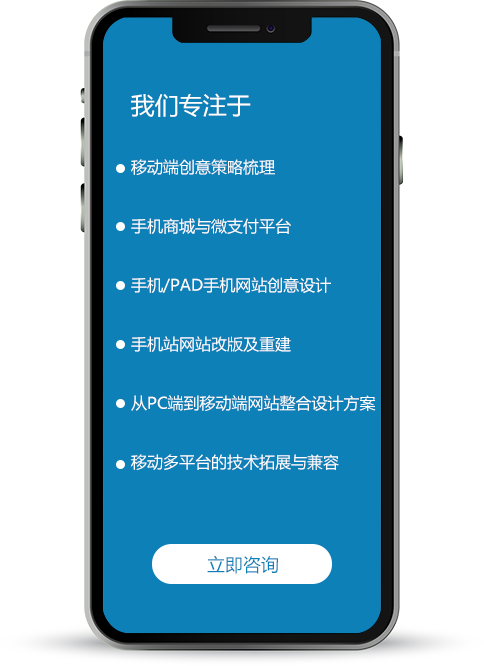 我们专注于
移动端创意策略梳理
手机商城与微支付平台
手机/PAD手机网站创意设计
手机站网站改版及重建
从PC端到移动端网站整合设计方案
移动多平台的技术拓展与兼容
立即咨询